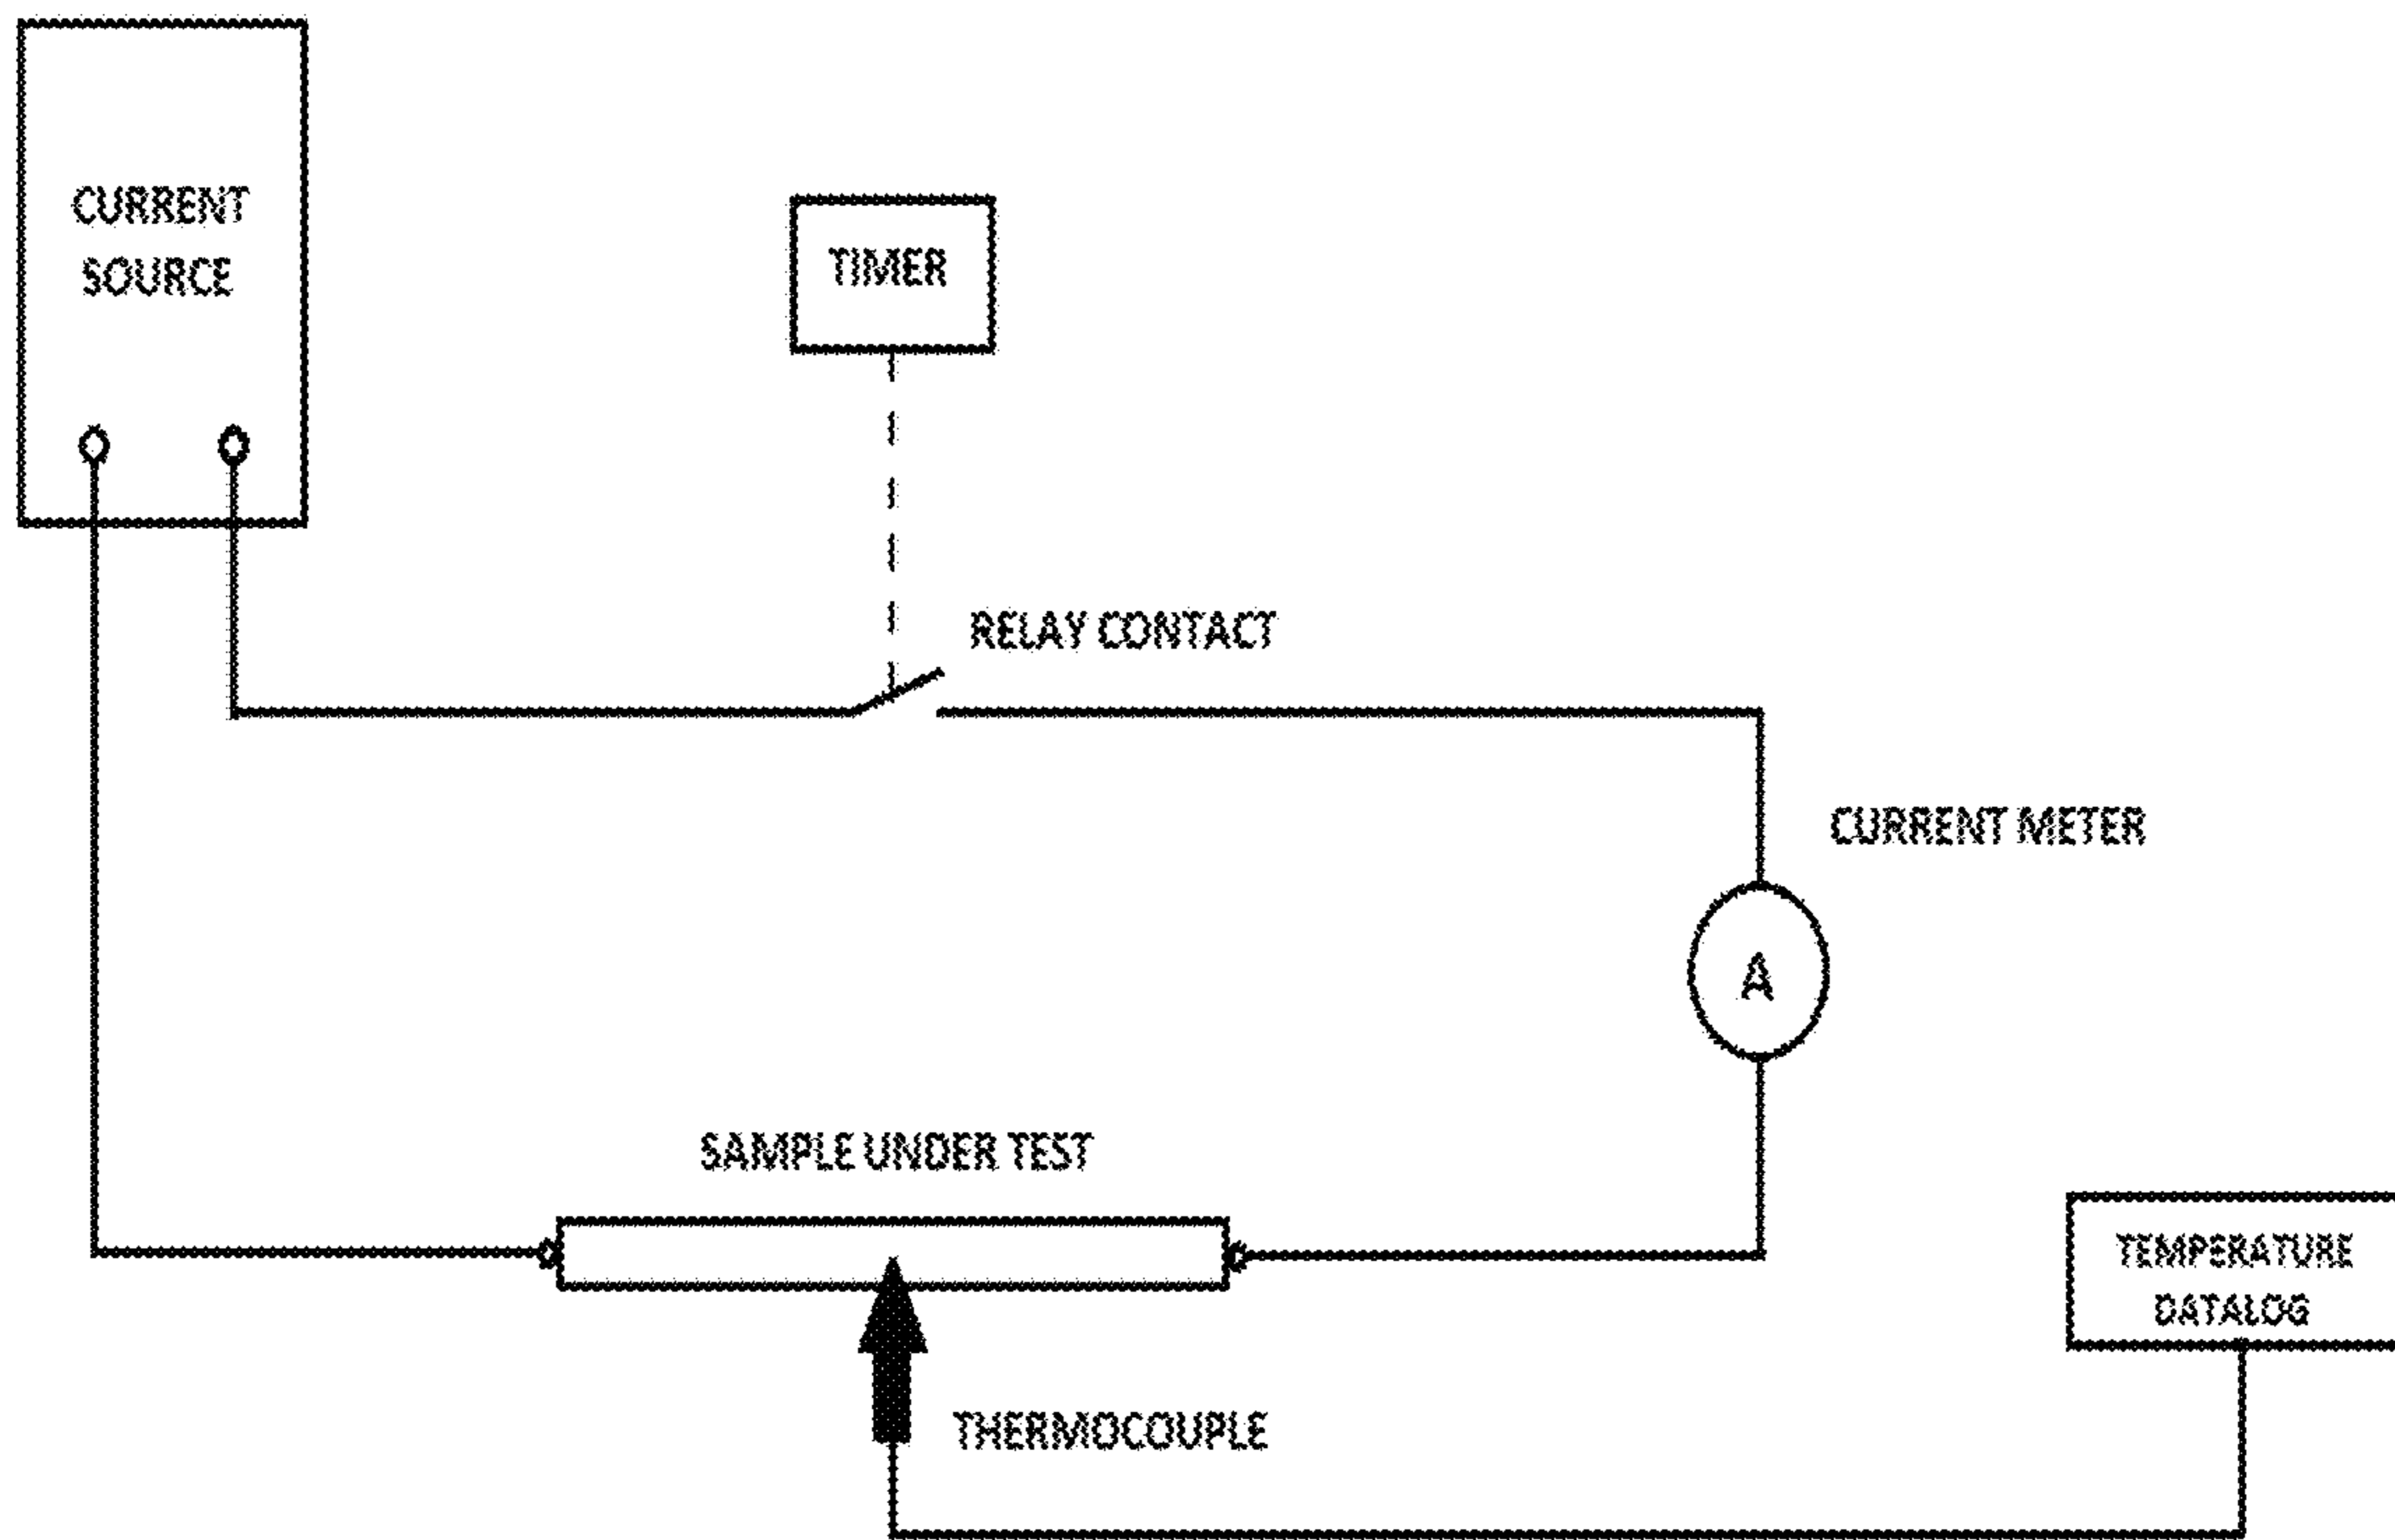 CURRENT
SOURCE
TIMER
RELAY CONTACT
CURRENT METER
A
SAMPLE UNDER TEST
TEMPERATURE
DATALOG
THERMOCOUPLE